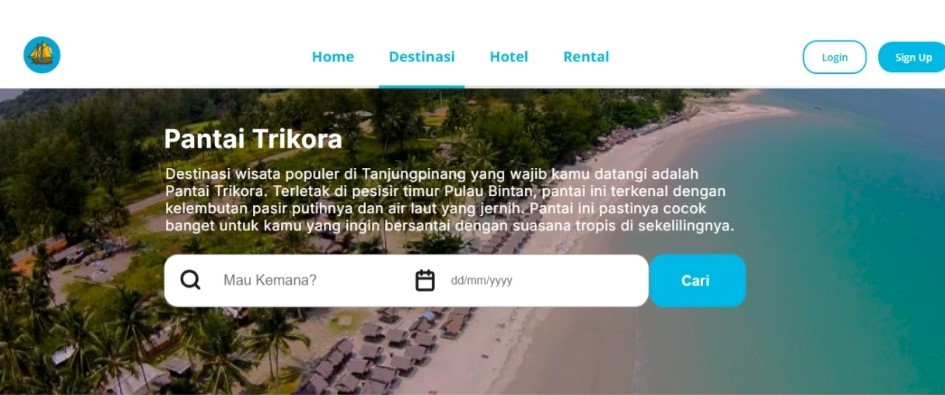 Home Destinasi Hotel Rental Login Sign Up
Pantai Trikora
Destinasi wisata populer di Tanjungpinang yang wajib kamu datangi adalah
Pantai Trikora. Terletak di pesisir timur Pulau Bintan, pantai ini terkenal dengan
kelembutan pasir putihnya dan air laut yang jernih. Pantai ini pastinya cocok
banget untuk kamu yang ingin bersantai dengan suasana tropis di sekelilingnya.
Mau Kemana? dd/mm/yyyy Cari